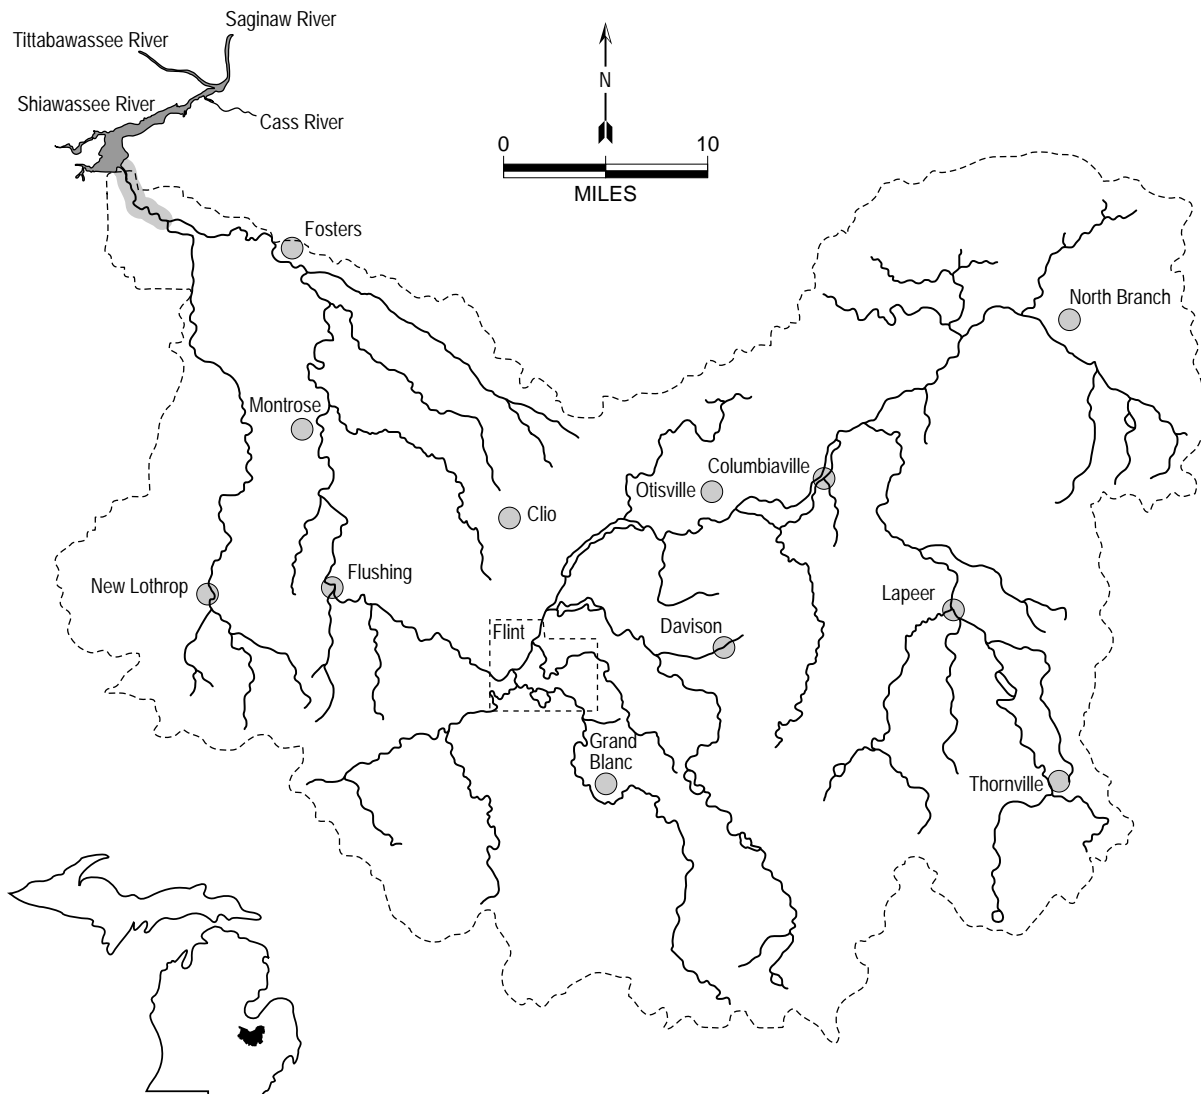 Saginaw River
Tittabawassee River
Shiawassee River
Cass River
N
0 10
MILES
Fosters
North Branch
Montrose
Columbiaville
Otisville
Clio
New Lothrop
Flushing
Lapeer
Flint
Davison
Grand
Blanc
Thornville